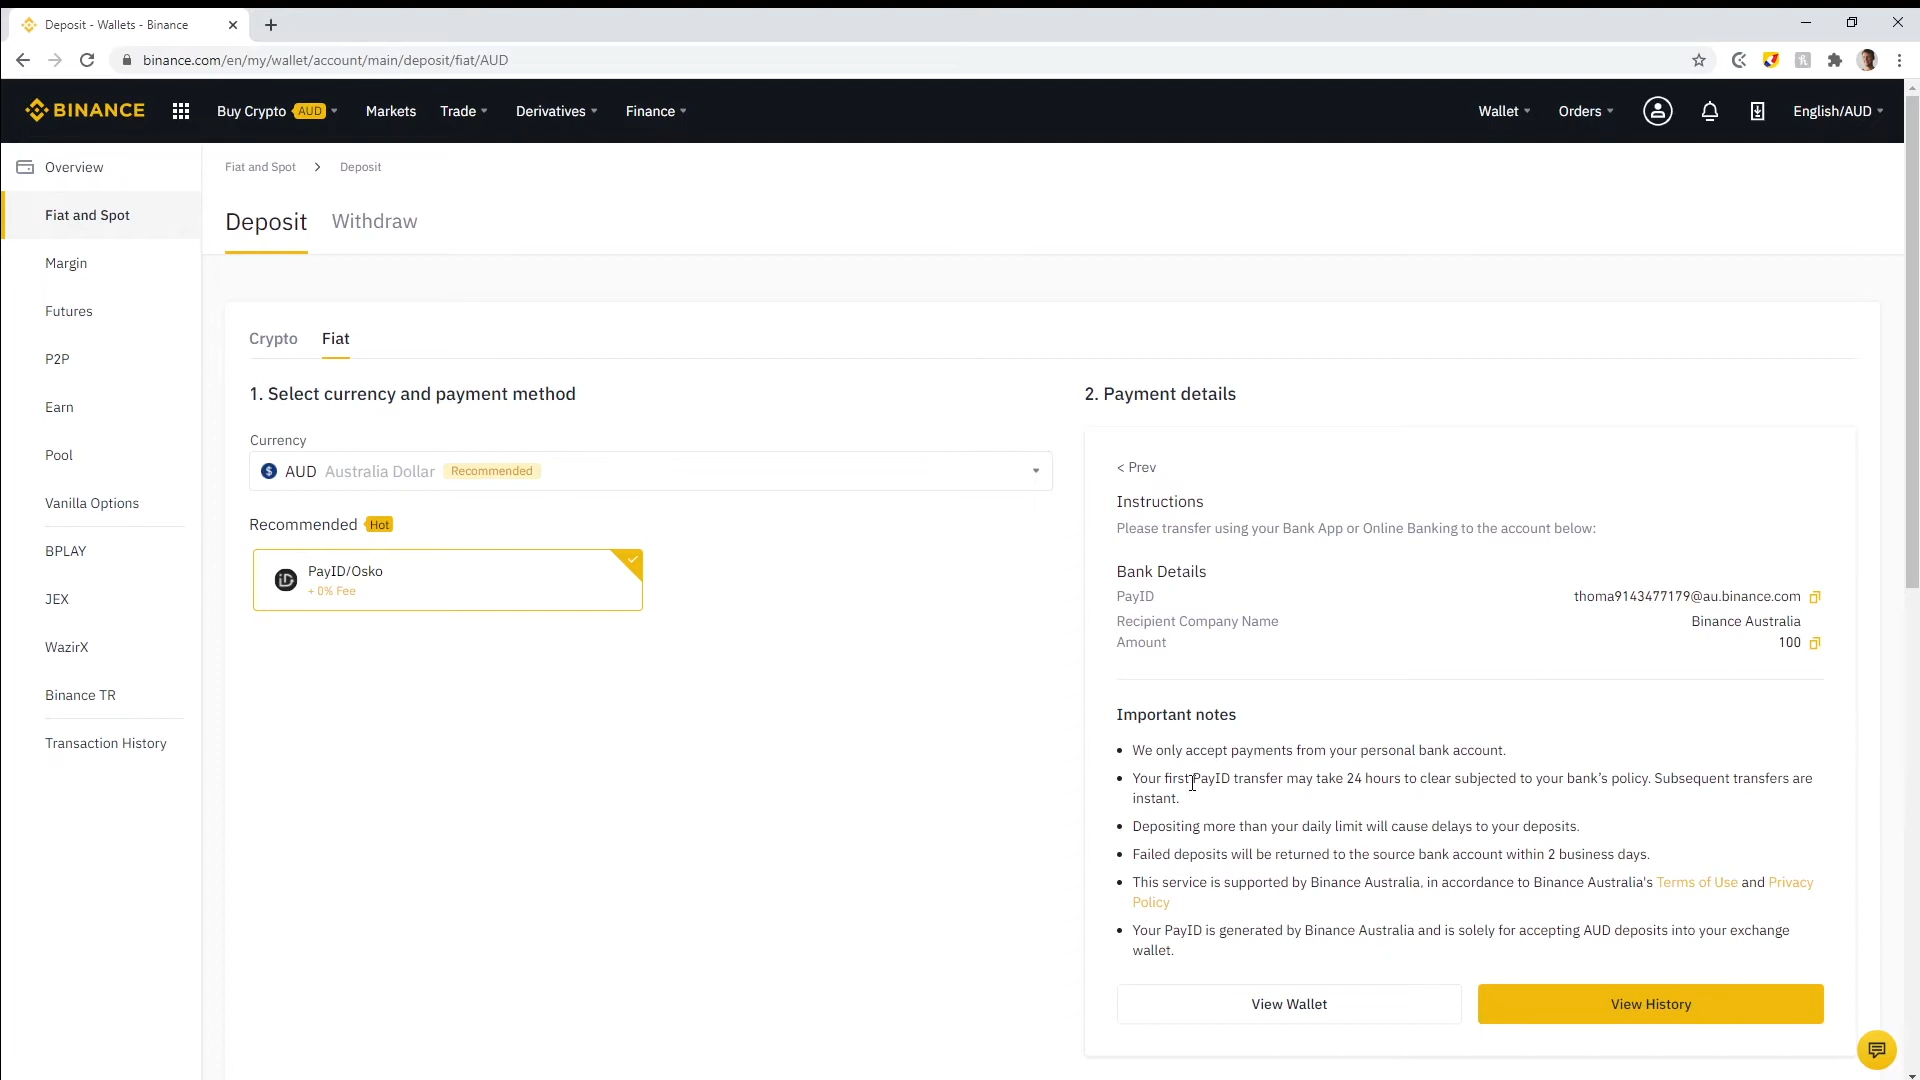 Deposit - Wallets - Binance
binance.com/en/my/wallet/account/main/deposit/fiat/AUD
BINANCE Buy Crypto AUD Markets Trade Derivatives Finance Wallet Orders English/AUD
Overview
Fiat and Spot
Margin
Futures
P2P
Earn
Pool
Vanilla Options
BPLAY
JEX
WazirX
Binance TR
Transaction History
Fiat and Spot > Deposit
Deposit Withdraw
Crypto Fiat
1. Select currency and payment method
Currency
$ AUD Australia Dollar Recommended
Recommended Hot
iD PayID/Osko
+ 0% Fee
2. Payment details
< Prev
Instructions
Please transfer using your Bank App or Online Banking to the account below:
Bank Details
PayID thoma9143477179@au.binance.com
Recipient Company Name Binance Australia
Amount 100
Important notes
• We only accept payments from your personal bank account.
• Your first PayID transfer may take 24 hours to clear subjected to your bank’s policy. Subsequent transfers are
instant.
• Depositing more than your daily limit will cause delays to your deposits.
• Failed deposits will be returned to the source bank account within 2 business days.
• This service is supported by Binance Australia, in accordance to Binance Australia's Terms of Use and Privacy
Policy
• Your PayID is generated by Binance Australia and is solely for accepting AUD deposits into your exchange
wallet.
View Wallet View History